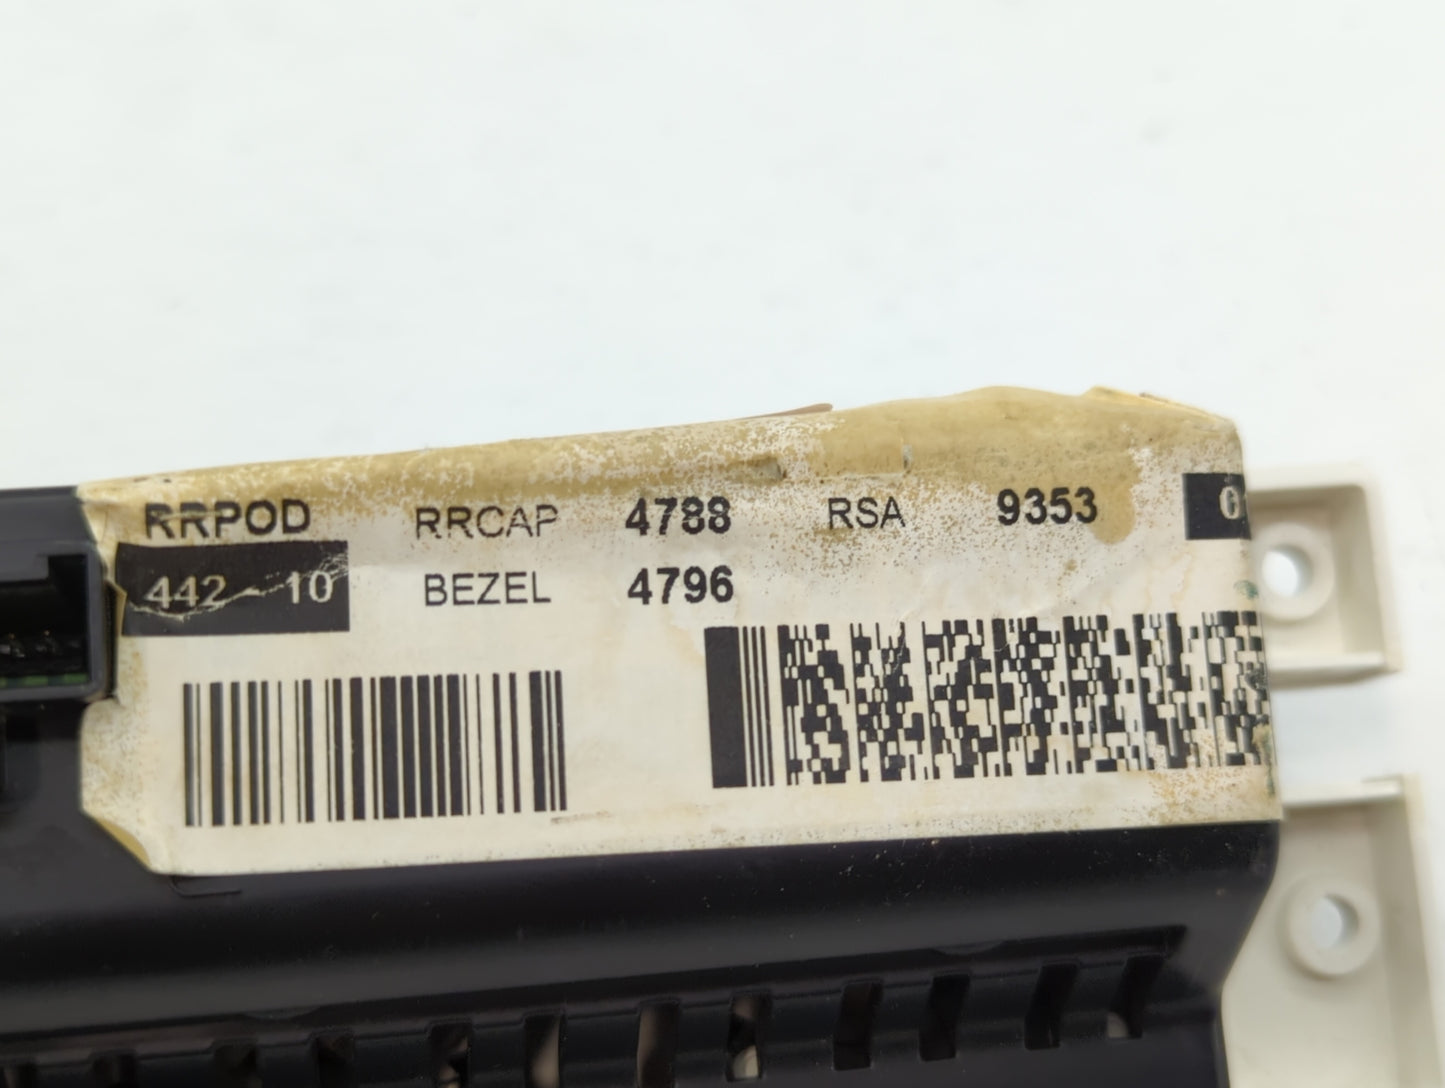 RRPOD RRCAP 4788 RSA 9353
442 - 10 BEZEL 4796